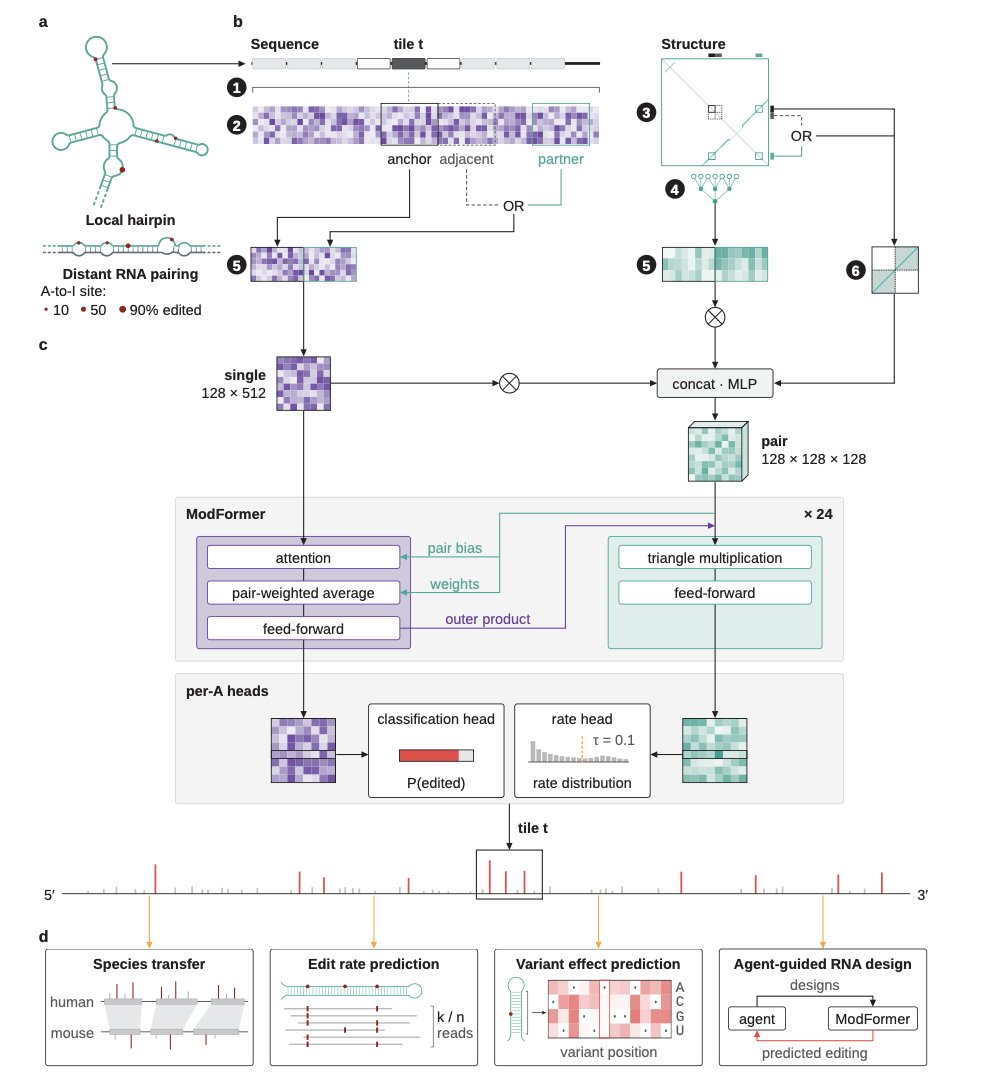 a
b
Sequence
tile t
Structure
1
2
3
anchor
adjacent
partner
OR
OR
4
Local hairpin
Distant RNA pairing
A-to-I site:
10 50 90% edited
5
5
6
c
single
128 × 512
concat · MLP
pair
128 × 128 × 128
ModFormer
× 24
attention
pair bias
triangle multiplication
pair-weighted average
weights
feed-forward
feed-forward
outer product
per-A heads
classification head
P(edited)
rate head
τ = 0.1
rate distribution
tile t
5′
3′
d
Species transfer
human
mouse
Edit rate prediction
k / n
reads
Variant effect prediction
A
C
G
U
variant position
Agent-guided RNA design
designs
agent
ModFormer
predicted editing